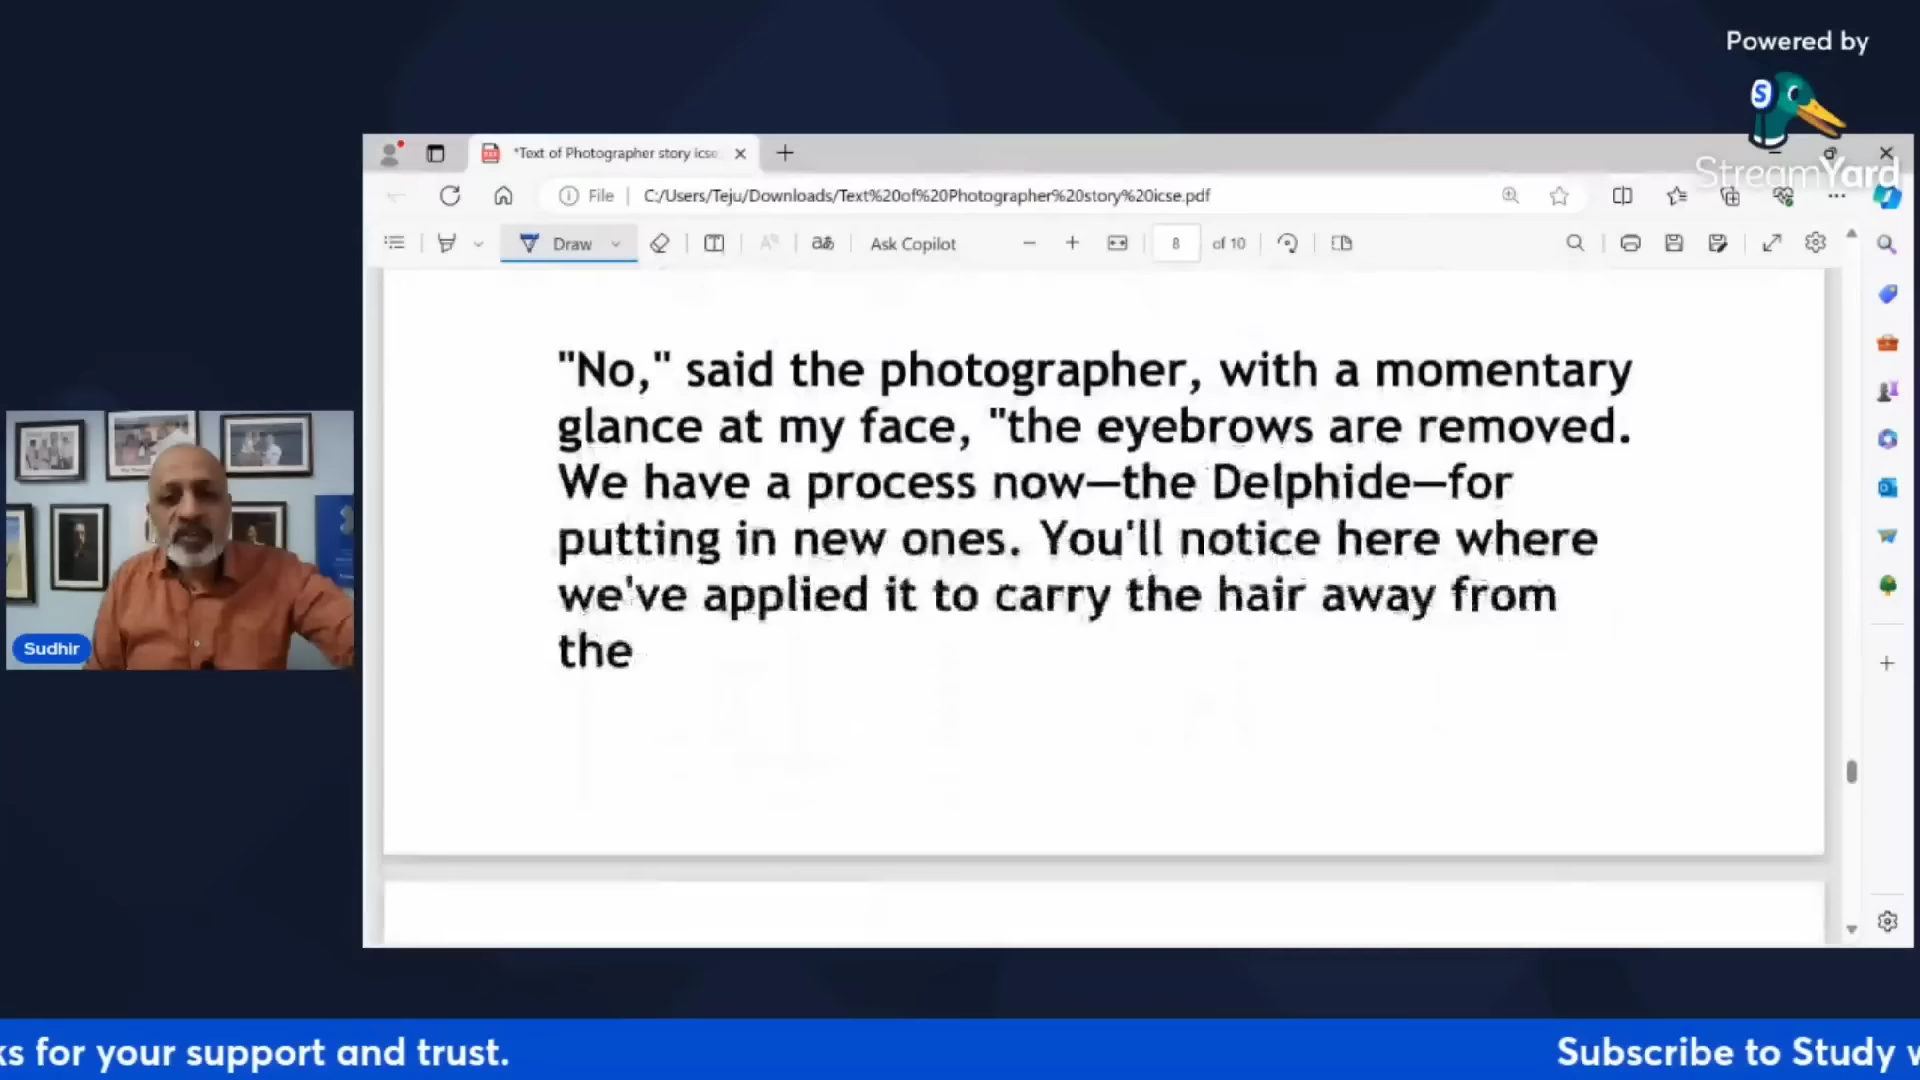 Powered by
StreamYard
*Text of Photographer story icse
File
C:/Users/Teju/Downloads/Text%20of%20Photographer%20story%20icse.pdf
Draw
Ask Copilot
8
of 10
"No," said the photographer, with a momentary
glance at my face, "the eyebrows are removed.
We have a process now—the Delphide—for
putting in new ones. You'll notice here where
we've applied it to carry the hair away from
the
Sudhir
ks for your support and trust.
Subscribe to Study